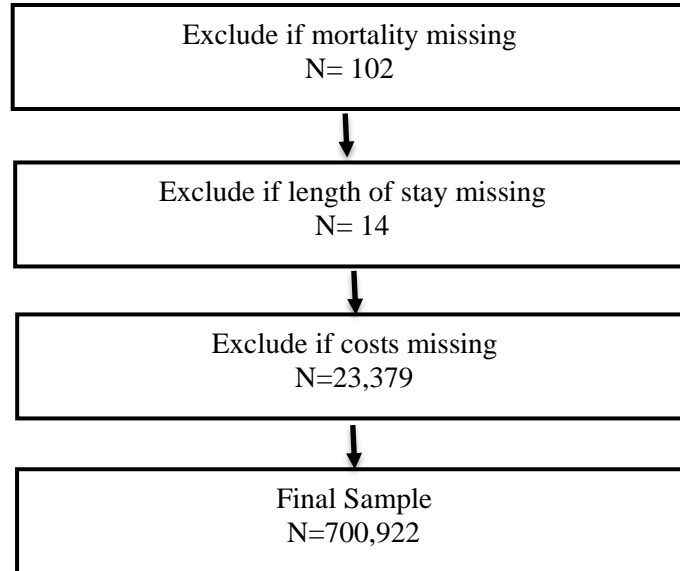 Exclude if mortality missing
N= 102
Exclude if length of stay missing
N= 14
Exclude if costs missing
N=23,379
Final Sample
N=700,922